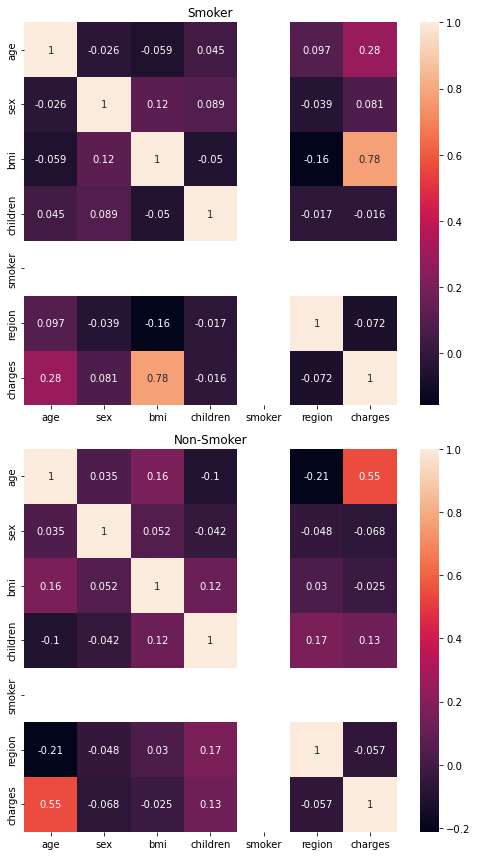 Smoker
age 1 -0.026 -0.059 0.045 0.097 0.28
sex -0.026 1 0.12 0.089 -0.039 0.081
bmi -0.059 0.12 1 -0.05 -0.16 0.78
children 0.045 0.089 -0.05 1 -0.017 -0.016
smoker
region 0.097 -0.039 -0.16 -0.017 1 -0.072
charges 0.28 0.081 0.78 -0.016 -0.072 1
age sex bmi children smoker region charges
1.0
0.8
0.6
0.4
0.2
0.0
Non-Smoker
age 1 0.035 0.16 -0.1 -0.21 0.55
sex 0.035 1 0.052 -0.042 -0.048 -0.068
bmi 0.16 0.052 1 0.12 0.03 -0.025
children -0.1 -0.042 0.12 1 0.17 0.13
smoker
region -0.21 -0.048 0.03 0.17 1 -0.057
charges 0.55 -0.068 -0.025 0.13 -0.057 1
age sex bmi children smoker region charges
1.0
0.8
0.6
0.4
0.2
0.0
−0.2